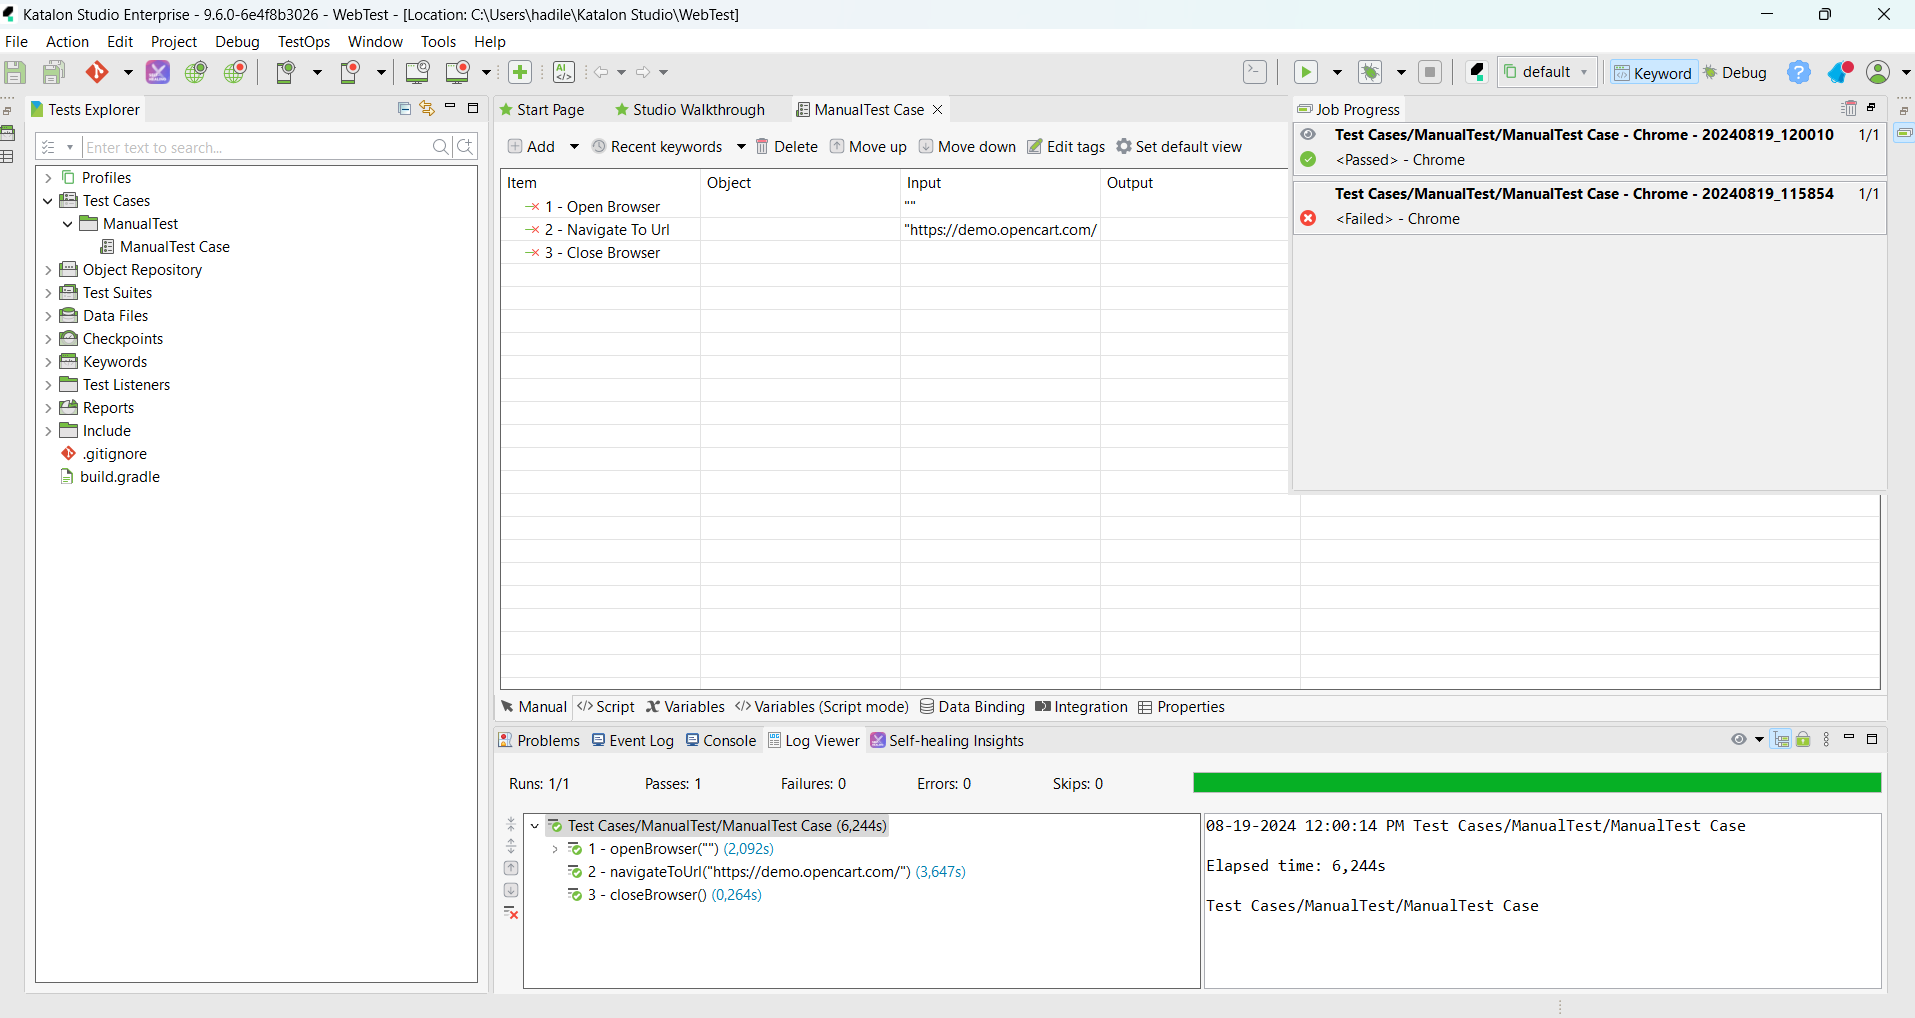 Katalon Studio Enterprise - 9.6.0-6e4f8b3026 - WebTest - [Location: C:\Users\hadile\Katalon Studio\WebTest]
File Action Edit Project Debug TestOps Window Tools Help
default Keyword Debug
Tests Explorer
Enter text to search...
Profiles
Test Cases
ManualTest
ManualTest Case
Object Repository
Test Suites
Data Files
Checkpoints
Keywords
Test Listeners
Reports
Include
.gitignore
build.gradle
Start Page Studio Walkthrough ManualTest Case
Add Recent keywords Delete Move up Move down Edit tags Set default view
Item Object Input Output
1 - Open Browser ""
2 - Navigate To Url "https://demo.opencart.com/
3 - Close Browser
Job Progress
Test Cases/ManualTest/ManualTest Case - Chrome - 20240819_120010 1/1
<Passed> - Chrome
Test Cases/ManualTest/ManualTest Case - Chrome - 20240819_115854 1/1
<Failed> - Chrome
Manual Script Variables Variables (Script mode) Data Binding Integration Properties
Problems Event Log Console Log Viewer Self-healing Insights
Runs: 1/1 Passes: 1 Failures: 0 Errors: 0 Skips: 0
Test Cases/ManualTest/ManualTest Case (6,244s)
1 - openBrowser("") (2,092s)
2 - navigateToUrl("https://demo.opencart.com/") (3,647s)
3 - closeBrowser() (0,264s)
08-19-2024 12:00:14 PM Test Cases/ManualTest/ManualTest Case
Elapsed time: 6,244s
Test Cases/ManualTest/ManualTest Case